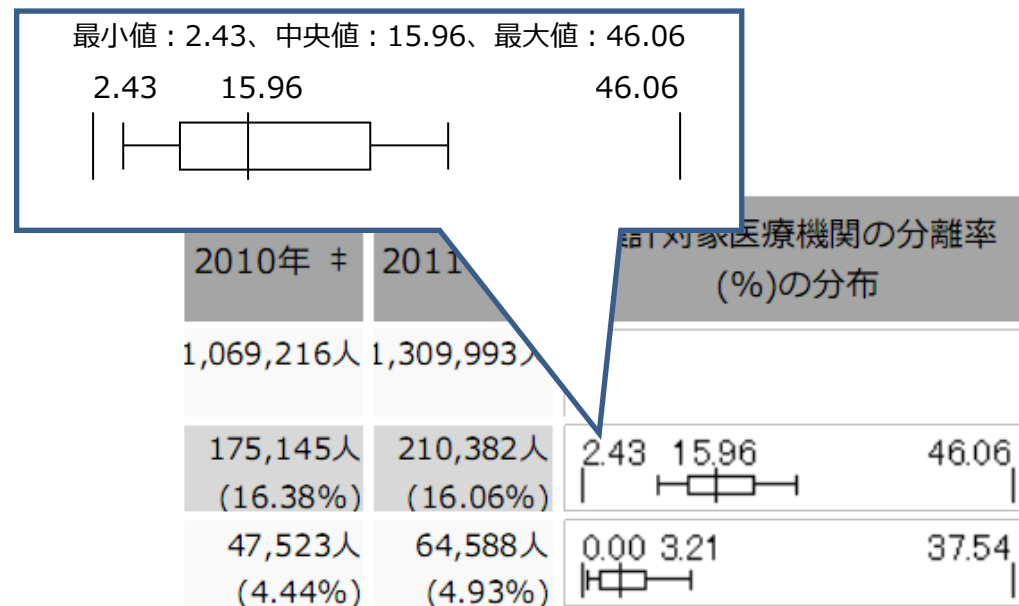 最小値：2.43、中央値：15.96、最大値：46.06
2.43 15.96 46.06
2010年 ‡ 2011 計対象医療機関の分離率
(%)の分布
1,069,216人 1,309,993人
175,145人 210,382人 2.43 15.96 46.06
(16.38%) (16.06%)
47,523人 64,588人 0.00 3.21 37.54
(4.44%) (4.93%)